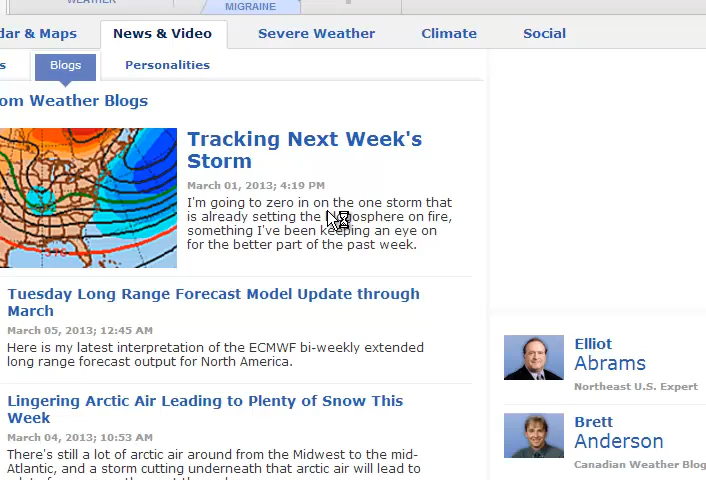 WEATHER
MIGRAINE
dar & Maps
News & Video
Severe Weather
Climate
Social
s
Blogs
Personalities
om Weather Blogs
Tracking Next Week's
Storm
March 01, 2013; 4:19 PM
I'm going to zero in on the one storm that
is already setting the on fire,
something I've been keeping an eye on
for the better part of the past week.
Tuesday Long Range Forecast Model Update through
March
March 05, 2013; 12:45 AM
Here is my latest interpretation of the ECMWF bi-weekly extended
long range forecast output for North America.
Lingering Arctic Air Leading to Plenty of Snow This
Week
March 04, 2013; 10:53 AM
There's still a lot of arctic air around from the Midwest to the mid-
Atlantic, and a storm cutting underneath that arctic air will lead to
Elliot
Abrams
Northeast U.S. Expert
Brett
Anderson
Canadian Weather Blog